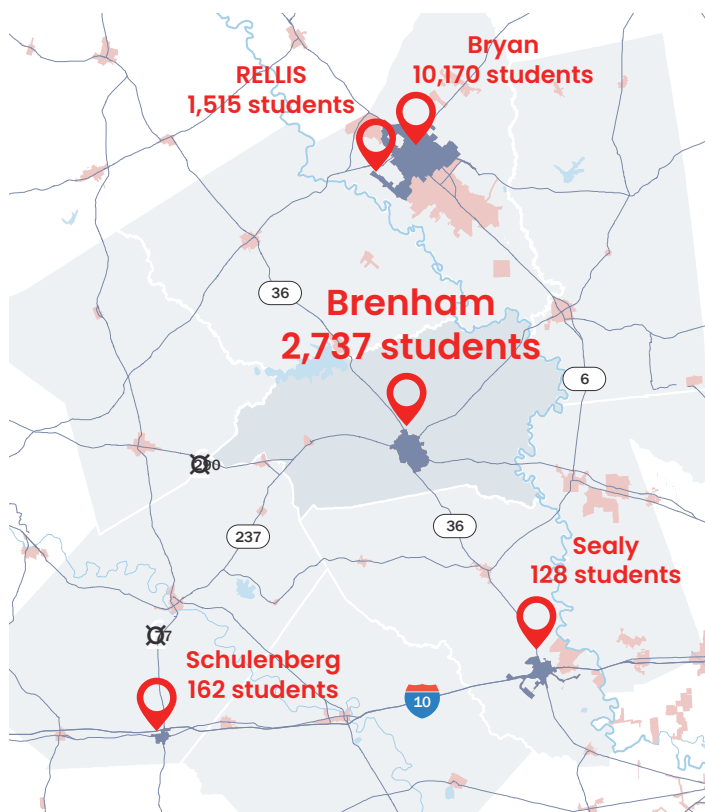 Bryan
10,170 students
RELLIS
1,515 students
36
Brenham
2,737 students
6
290
237
36
Sealy
128 students
77
Schulenberg
162 students
10